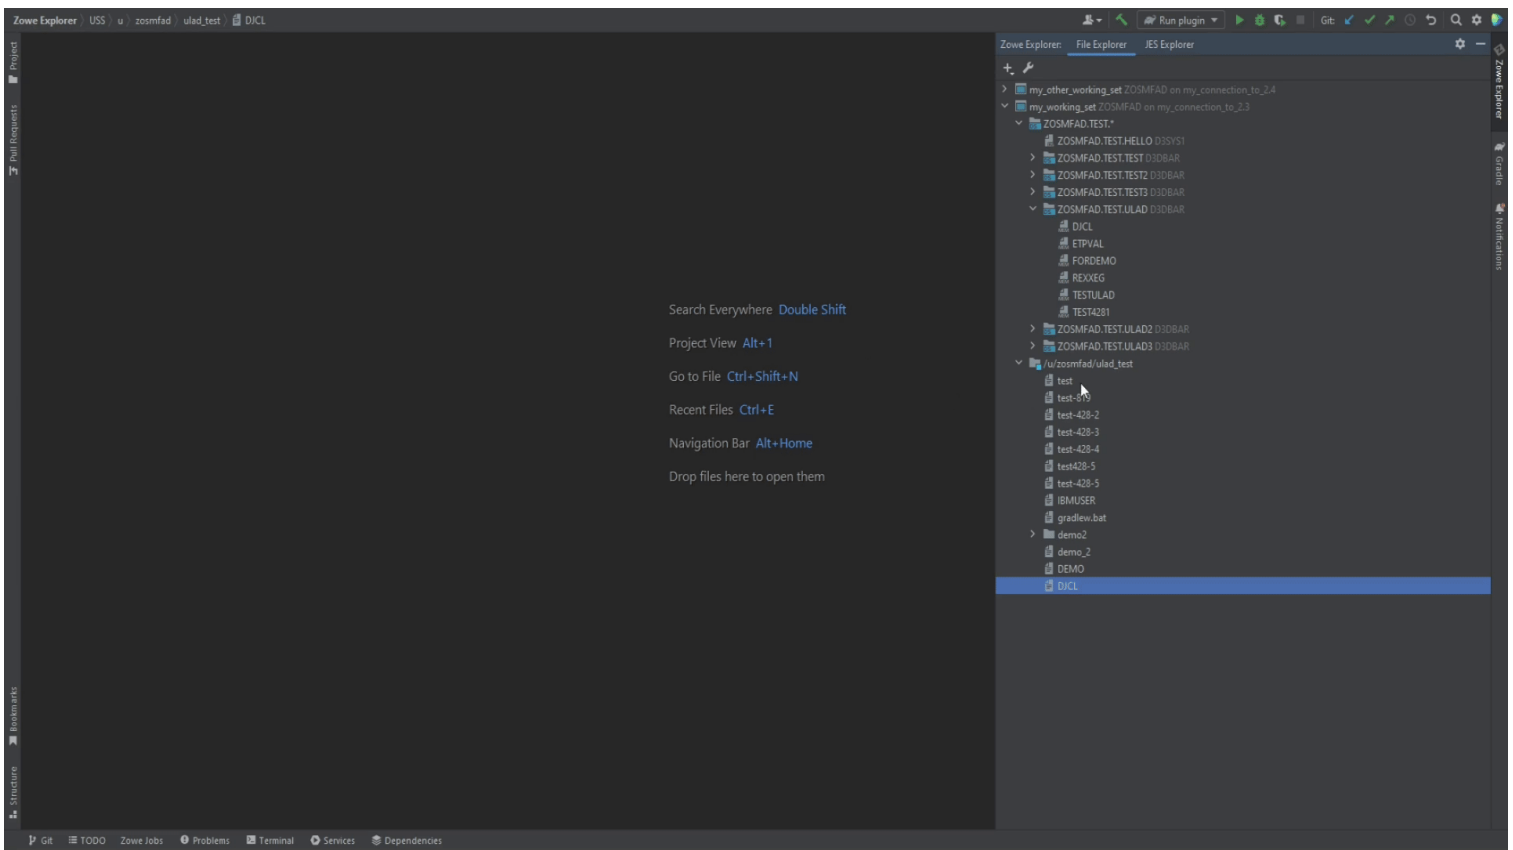 Zowe Explorer USS u zosmfad ulad_test DJCL
Run plugin
Git:
Project
Pull Requests
Bookmarks
Structure
Search Everywhere Double Shift
Project View Alt+1
Go to File Ctrl+Shift+N
Recent Files Ctrl+E
Navigation Bar Alt+Home
Drop files here to open them
Zowe Explorer: File Explorer JES Explorer
my_other_working_set ZOSMFAD on my_connection_to_2.4
my_working_set ZOSMFAD on my_connection_to_2.3
ZOSMFAD.TEST.*
ZOSMFAD.TEST.HELLO D3SYS1
ZOSMFAD.TEST.TEST D3DBAR
ZOSMFAD.TEST.TEST2 D3DBAR
ZOSMFAD.TEST.TEST3 D3DBAR
ZOSMFAD.TEST.ULAD D3DBAR
DJCL
ETPVAL
FORDEMO
REXXEG
TESTULAD
TEST4281
ZOSMFAD.TEST.ULAD2 D3DBAR
ZOSMFAD.TEST.ULAD3 D3DBAR
/u/zosmfad/ulad_test
test
test-819
test-428-2
test-428-3
test-428-4
test428-5
test-428-5
IBMUSER
gradlew.bat
demo2
demo_2
DEMO
DJCL
Zowe Explorer
Gradle
Notifications
Git TODO Zowe Jobs Problems Terminal Services Dependencies